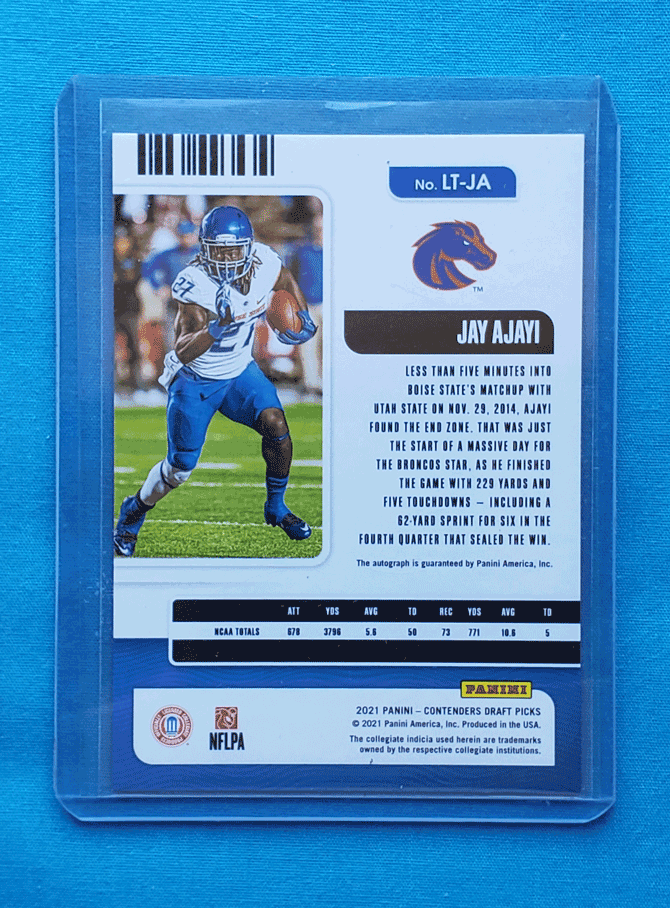 No. LT-JA
TM
JAY AJAYI
LESS THAN FIVE MINUTES INTO
BOISE STATE'S MATCHUP WITH
UTAH STATE ON NOV. 29, 2014, AJAYI
FOUND THE END ZONE. THAT WAS JUST
THE START OF A MASSIVE DAY FOR
THE BRONCOS STAR, AS HE FINISHED
THE GAME WITH 229 YARDS AND
FIVE TOUCHDOWNS – INCLUDING A
62-YARD SPRINT FOR SIX IN THE
FOURTH QUARTER THAT SEALED THE WIN.
The autograph is guaranteed by Panini America, Inc.
27
27
ATT YDS AVG TD REC YDS AVG TD
NCAA TOTALS 678 3796 5.6 50 73 771 10.6 5
PANINI
2021 PANINI – CONTENDERS DRAFT PICKS
© 2021 Panini America, Inc. Produced in the USA.
The collegiate indicia used herein are trademarks
owned by the respective collegiate institutions.
NFLPA